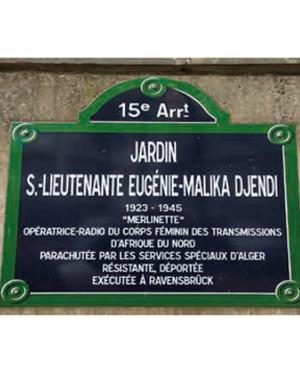 15e Arrt
JARDIN
S.-LIEUTENANTE EUGÉNIE-MALIKA DJENDI
1923 - 1945
"MERLINETTE"
OPÉRATRICE-RADIO DU CORPS FÉMININ DES TRANSMISSIONS
D'AFRIQUE DU NORD
PARACHUTÉE PAR LES SERVICES SPÉCIAUX D'ALGER
RÉSISTANTE, DÉPORTÉE
EXÉCUTÉE À RAVENSBRÜCK